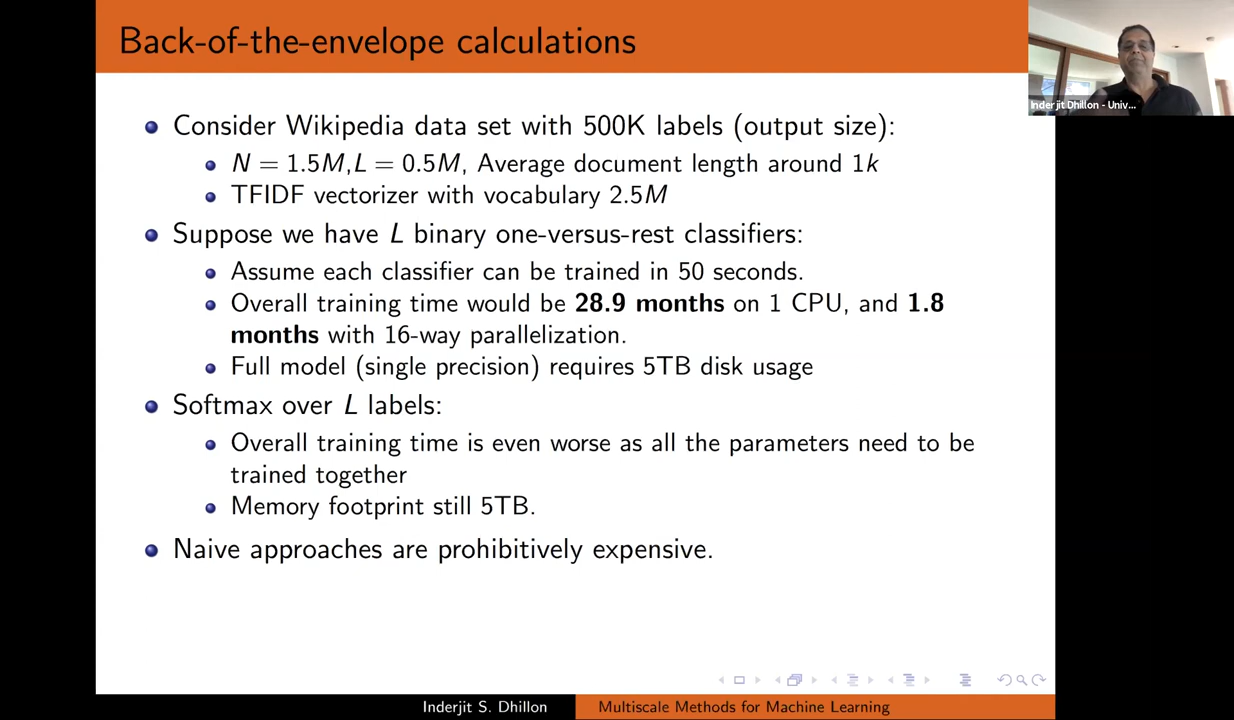 Back-of-the-envelope calculations
Inderjit Dhillon - Univ...
Consider Wikipedia data set with 500K labels (output size):
N = 1.5M,L = 0.5M, Average document length around 1k
TFIDF vectorizer with vocabulary 2.5M
Suppose we have L binary one-versus-rest classifiers:
Assume each classifier can be trained in 50 seconds.
Overall training time would be 28.9 months on 1 CPU, and 1.8
months with 16-way parallelization.
Full model (single precision) requires 5TB disk usage
Softmax over L labels:
Overall training time is even worse as all the parameters need to be
trained together
Memory footprint still 5TB.
Naive approaches are prohibitively expensive.
Inderjit S. Dhillon
Multiscale Methods for Machine Learning